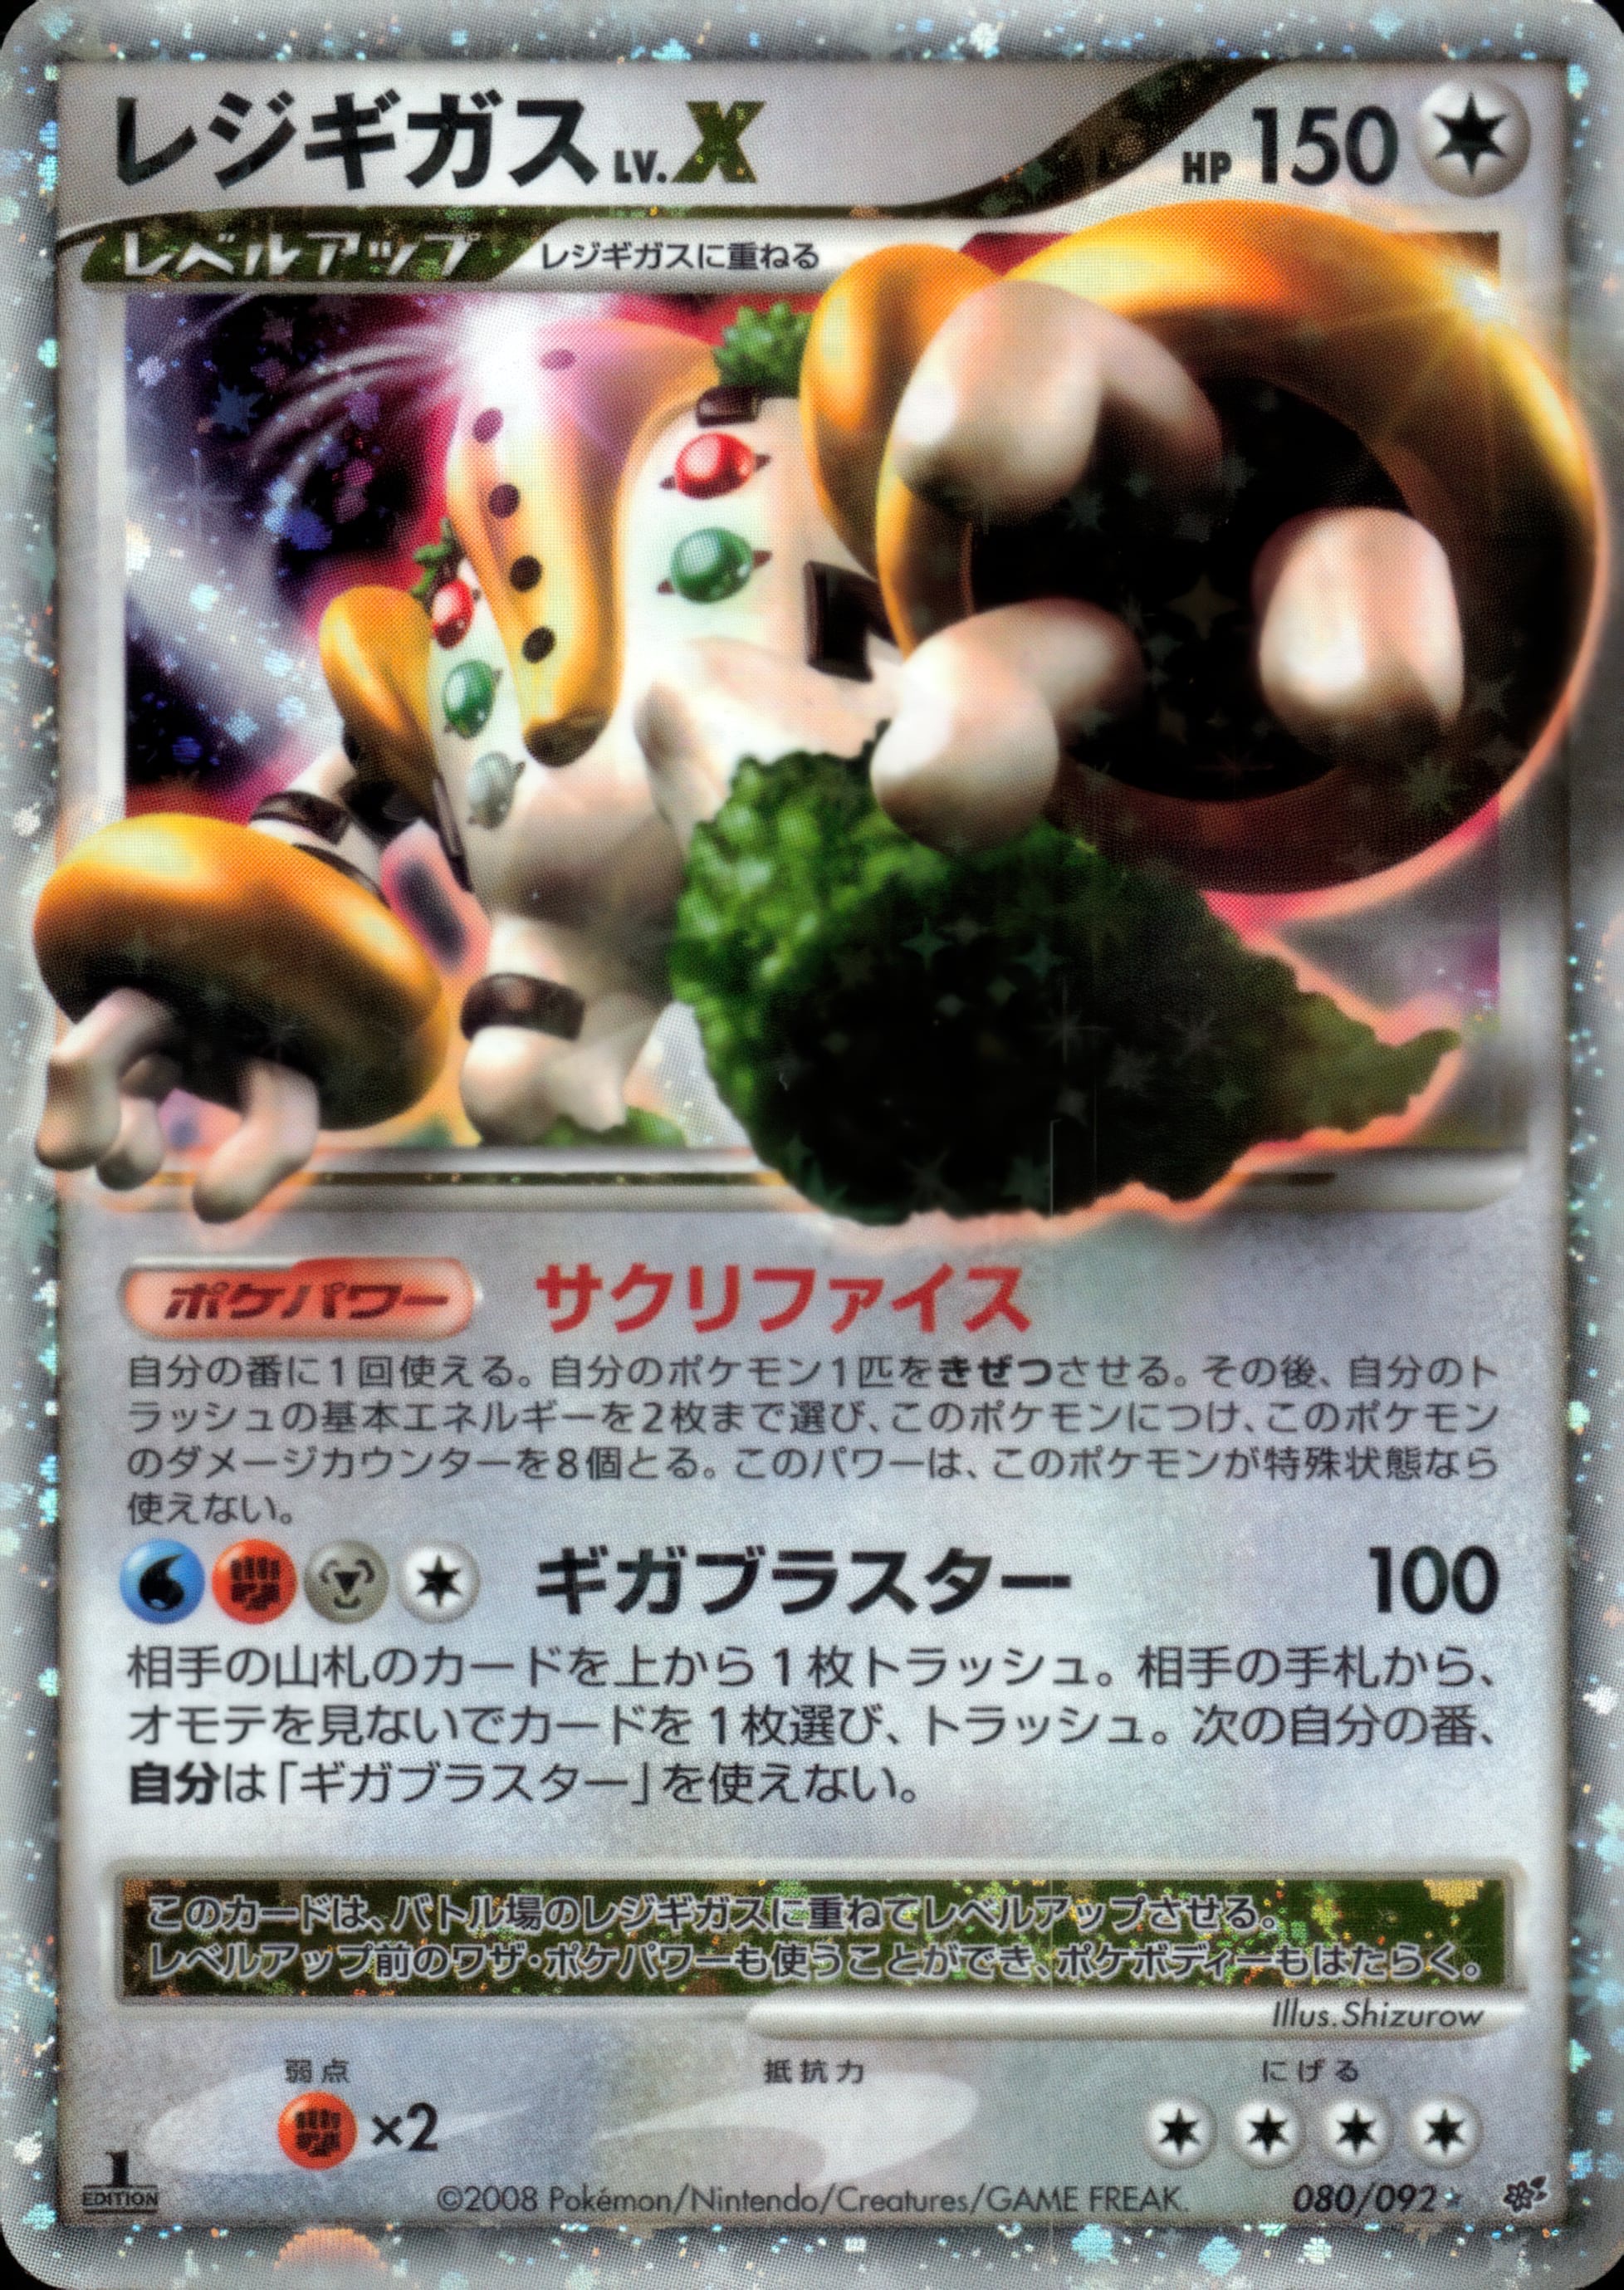 レジギガス LV.X HP 150
レベルアップ レジギガスに重ねる
ポケパワー サクリファイス
自分の番に1回使える。自分のポケモン1匹をきぜつさせる。その後、自分のト
ラッシュの基本エネルギーを2枚まで選び、このポケモンにつけ、このポケモン
のダメージカウンターを8個とる。このパワーは、このポケモンが特殊状態なら
使えない。
ギガブラスター 100
相手の山札のカードを上から1枚トラッシュ。相手の手札から、
オモテを見ないでカードを1枚選び、トラッシュ。次の自分の番、
自分は「ギガブラスター」を使えない。
このカードは、バトル場のレジギガスに重ねてレベルアップさせる。
レベルアップ前のワザ・ポケパワーも使うことができ、ポケボディーもはたらく。
Illus.Shizurow
弱点 抵抗力 にげる
×2
1 EDITION
©2008 Pokémon/Nintendo/Creatures/GAME FREAK. 080/092 ★